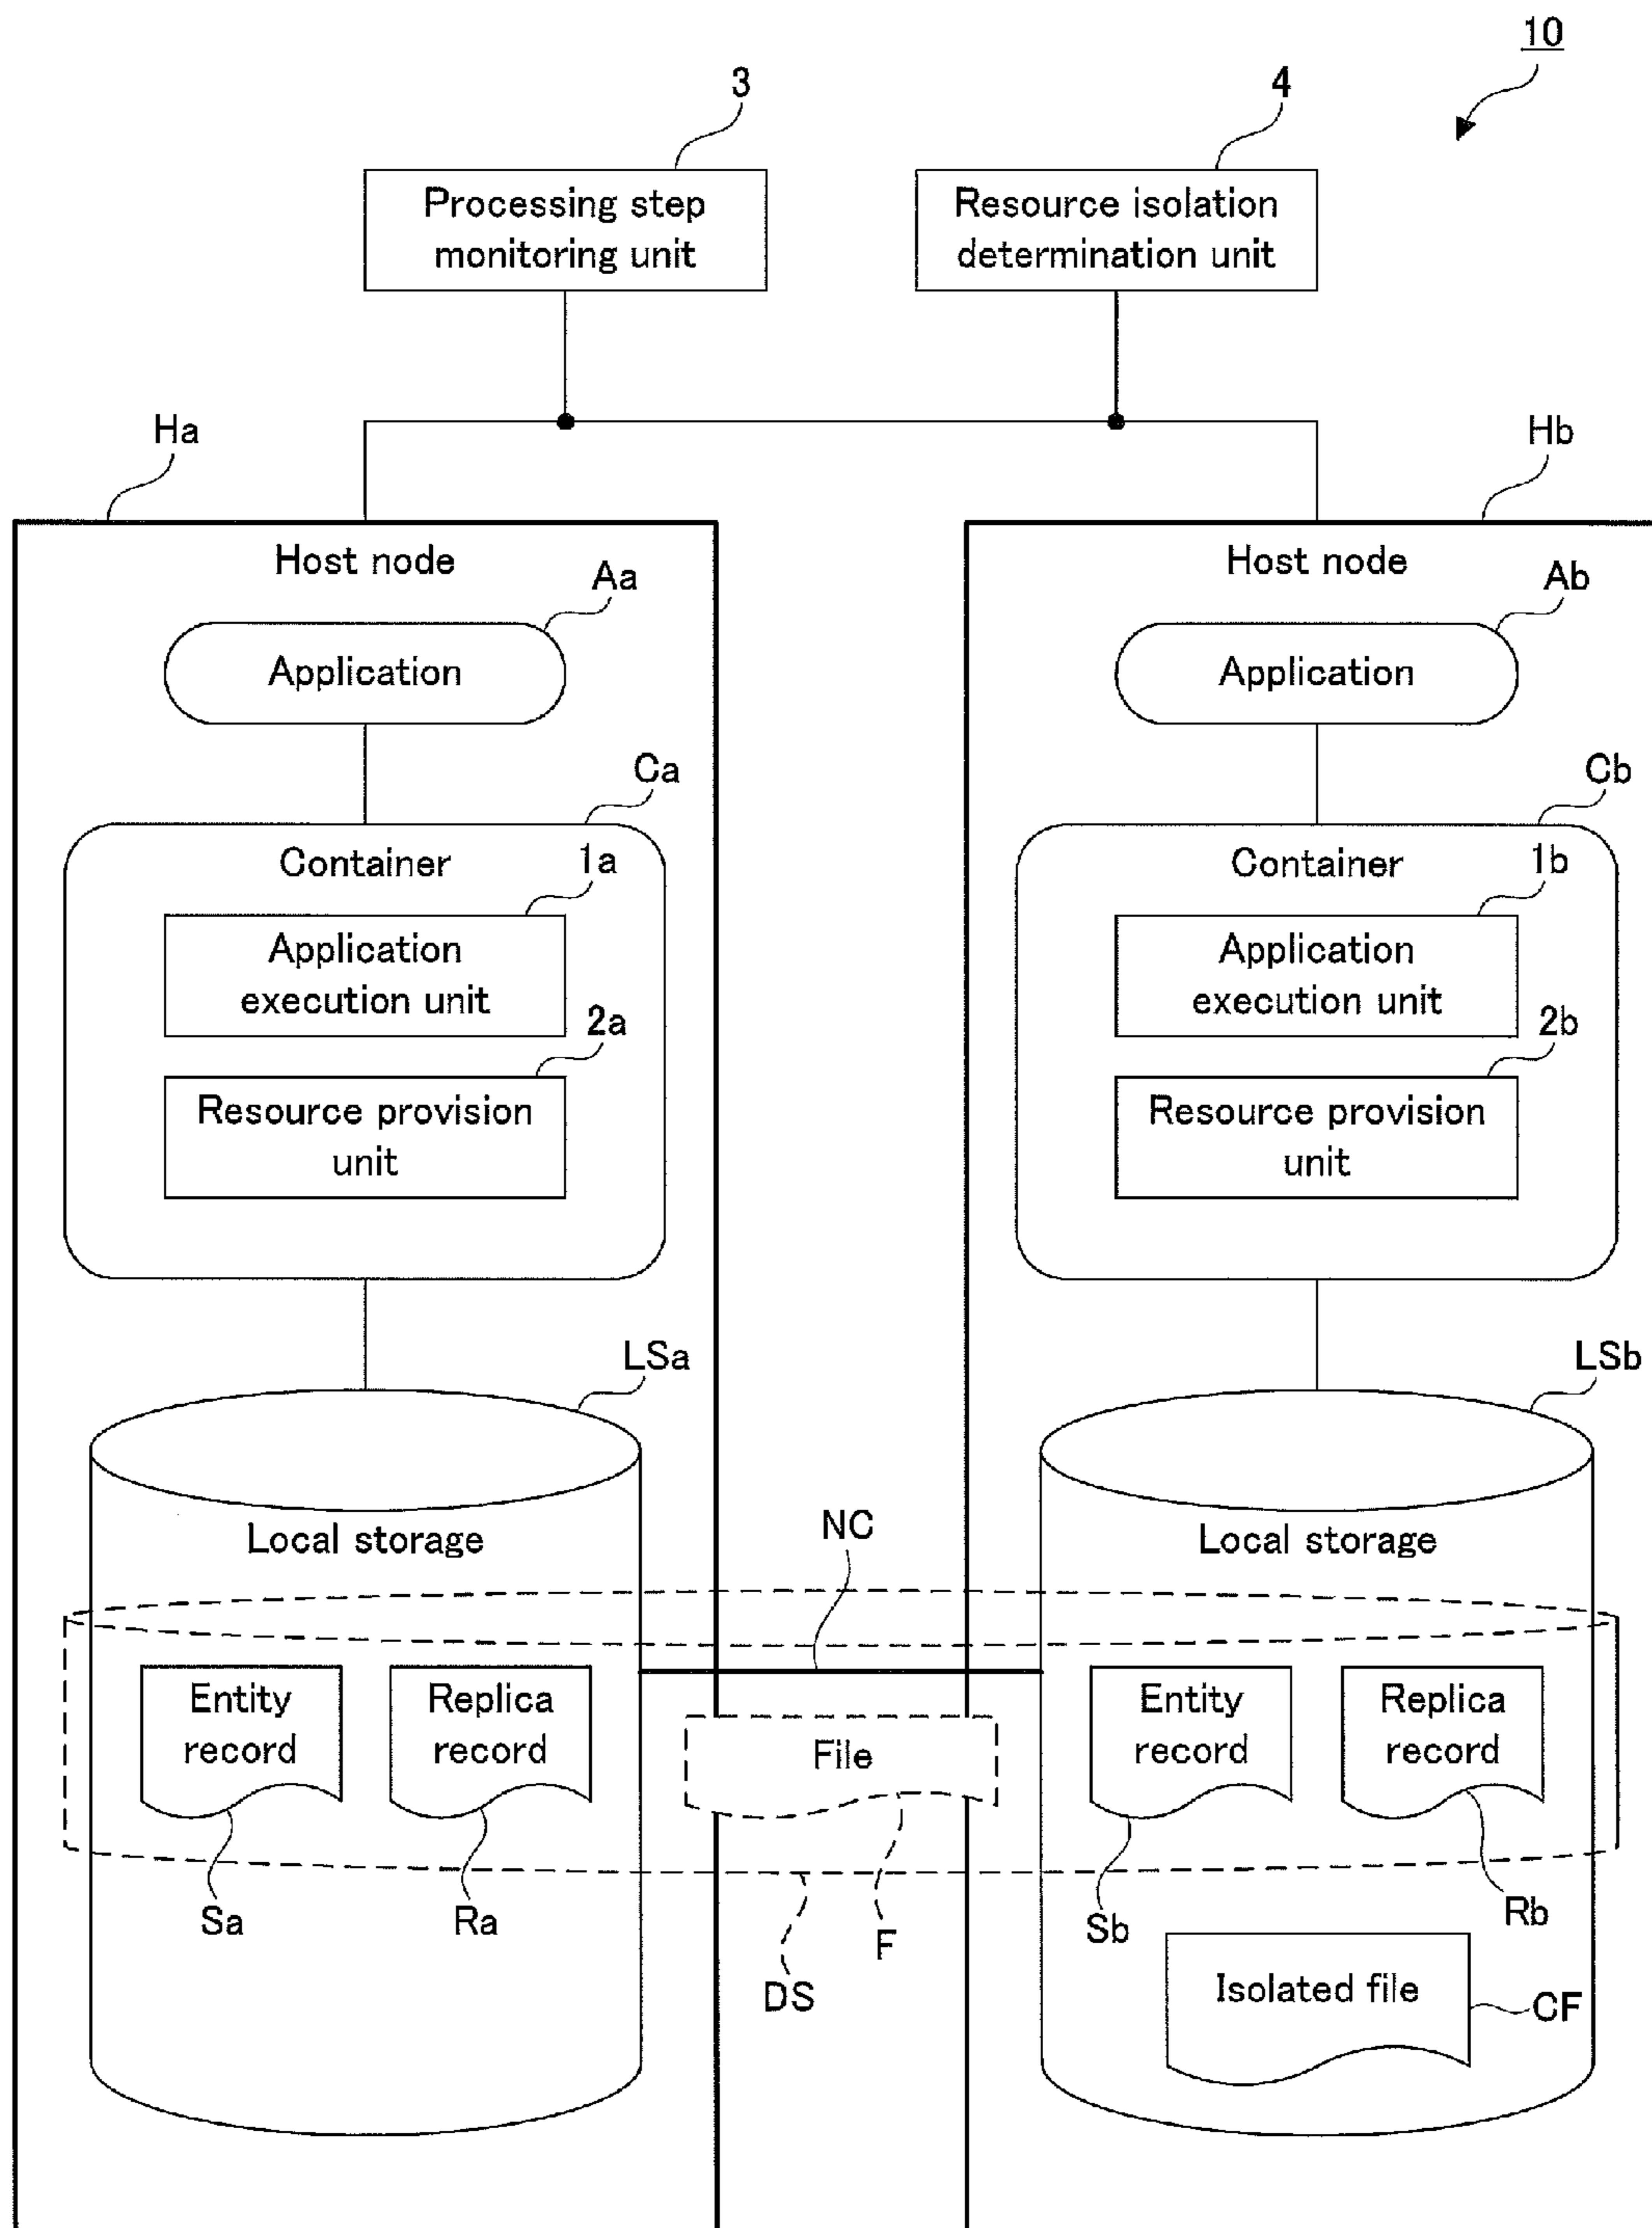 10
3
4
Processing step
monitoring unit
Resource isolation
determination unit
Ha
Hb
Host node
Aa
Application
Ca
Container
1a
Application
execution unit
2a
Resource provision
unit
LSa
Local storage
Entity
record
Replica
record
Sa
Ra
NC
File
F
DS
Host node
Ab
Application
Cb
Container
1b
Application
execution unit
2b
Resource provision
unit
LSb
Local storage
Entity
record
Replica
record
Sb
Rb
Isolated file
CF